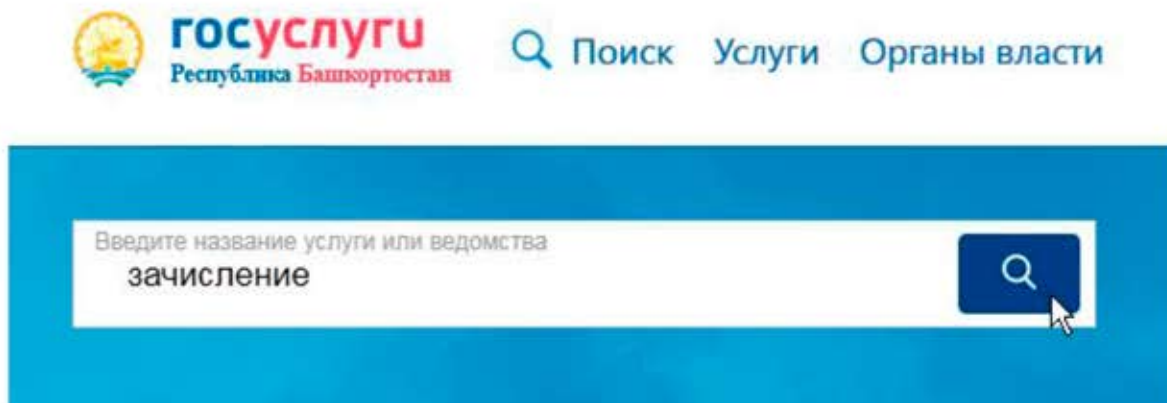 госуслуги
Республика Башкортостан
Поиск Услуги Органы власти
Введите название услуги или ведомства
зачисление